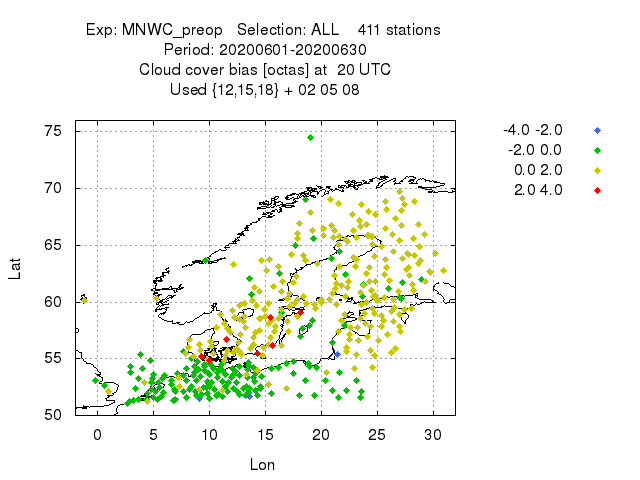 Exp: MNWC_preop   Selection: ALL    411 stations
Period: 20200601-20200630
Cloud cover bias [octas] at  20 UTC
Used {12,15,18} + 02 05 08
-4.0 -2.0
-2.0 0.0
0.0 2.0
2.0 4.0
75
70
65
60
55
50
Lat
0 5 10 15 20 25 30
Lon